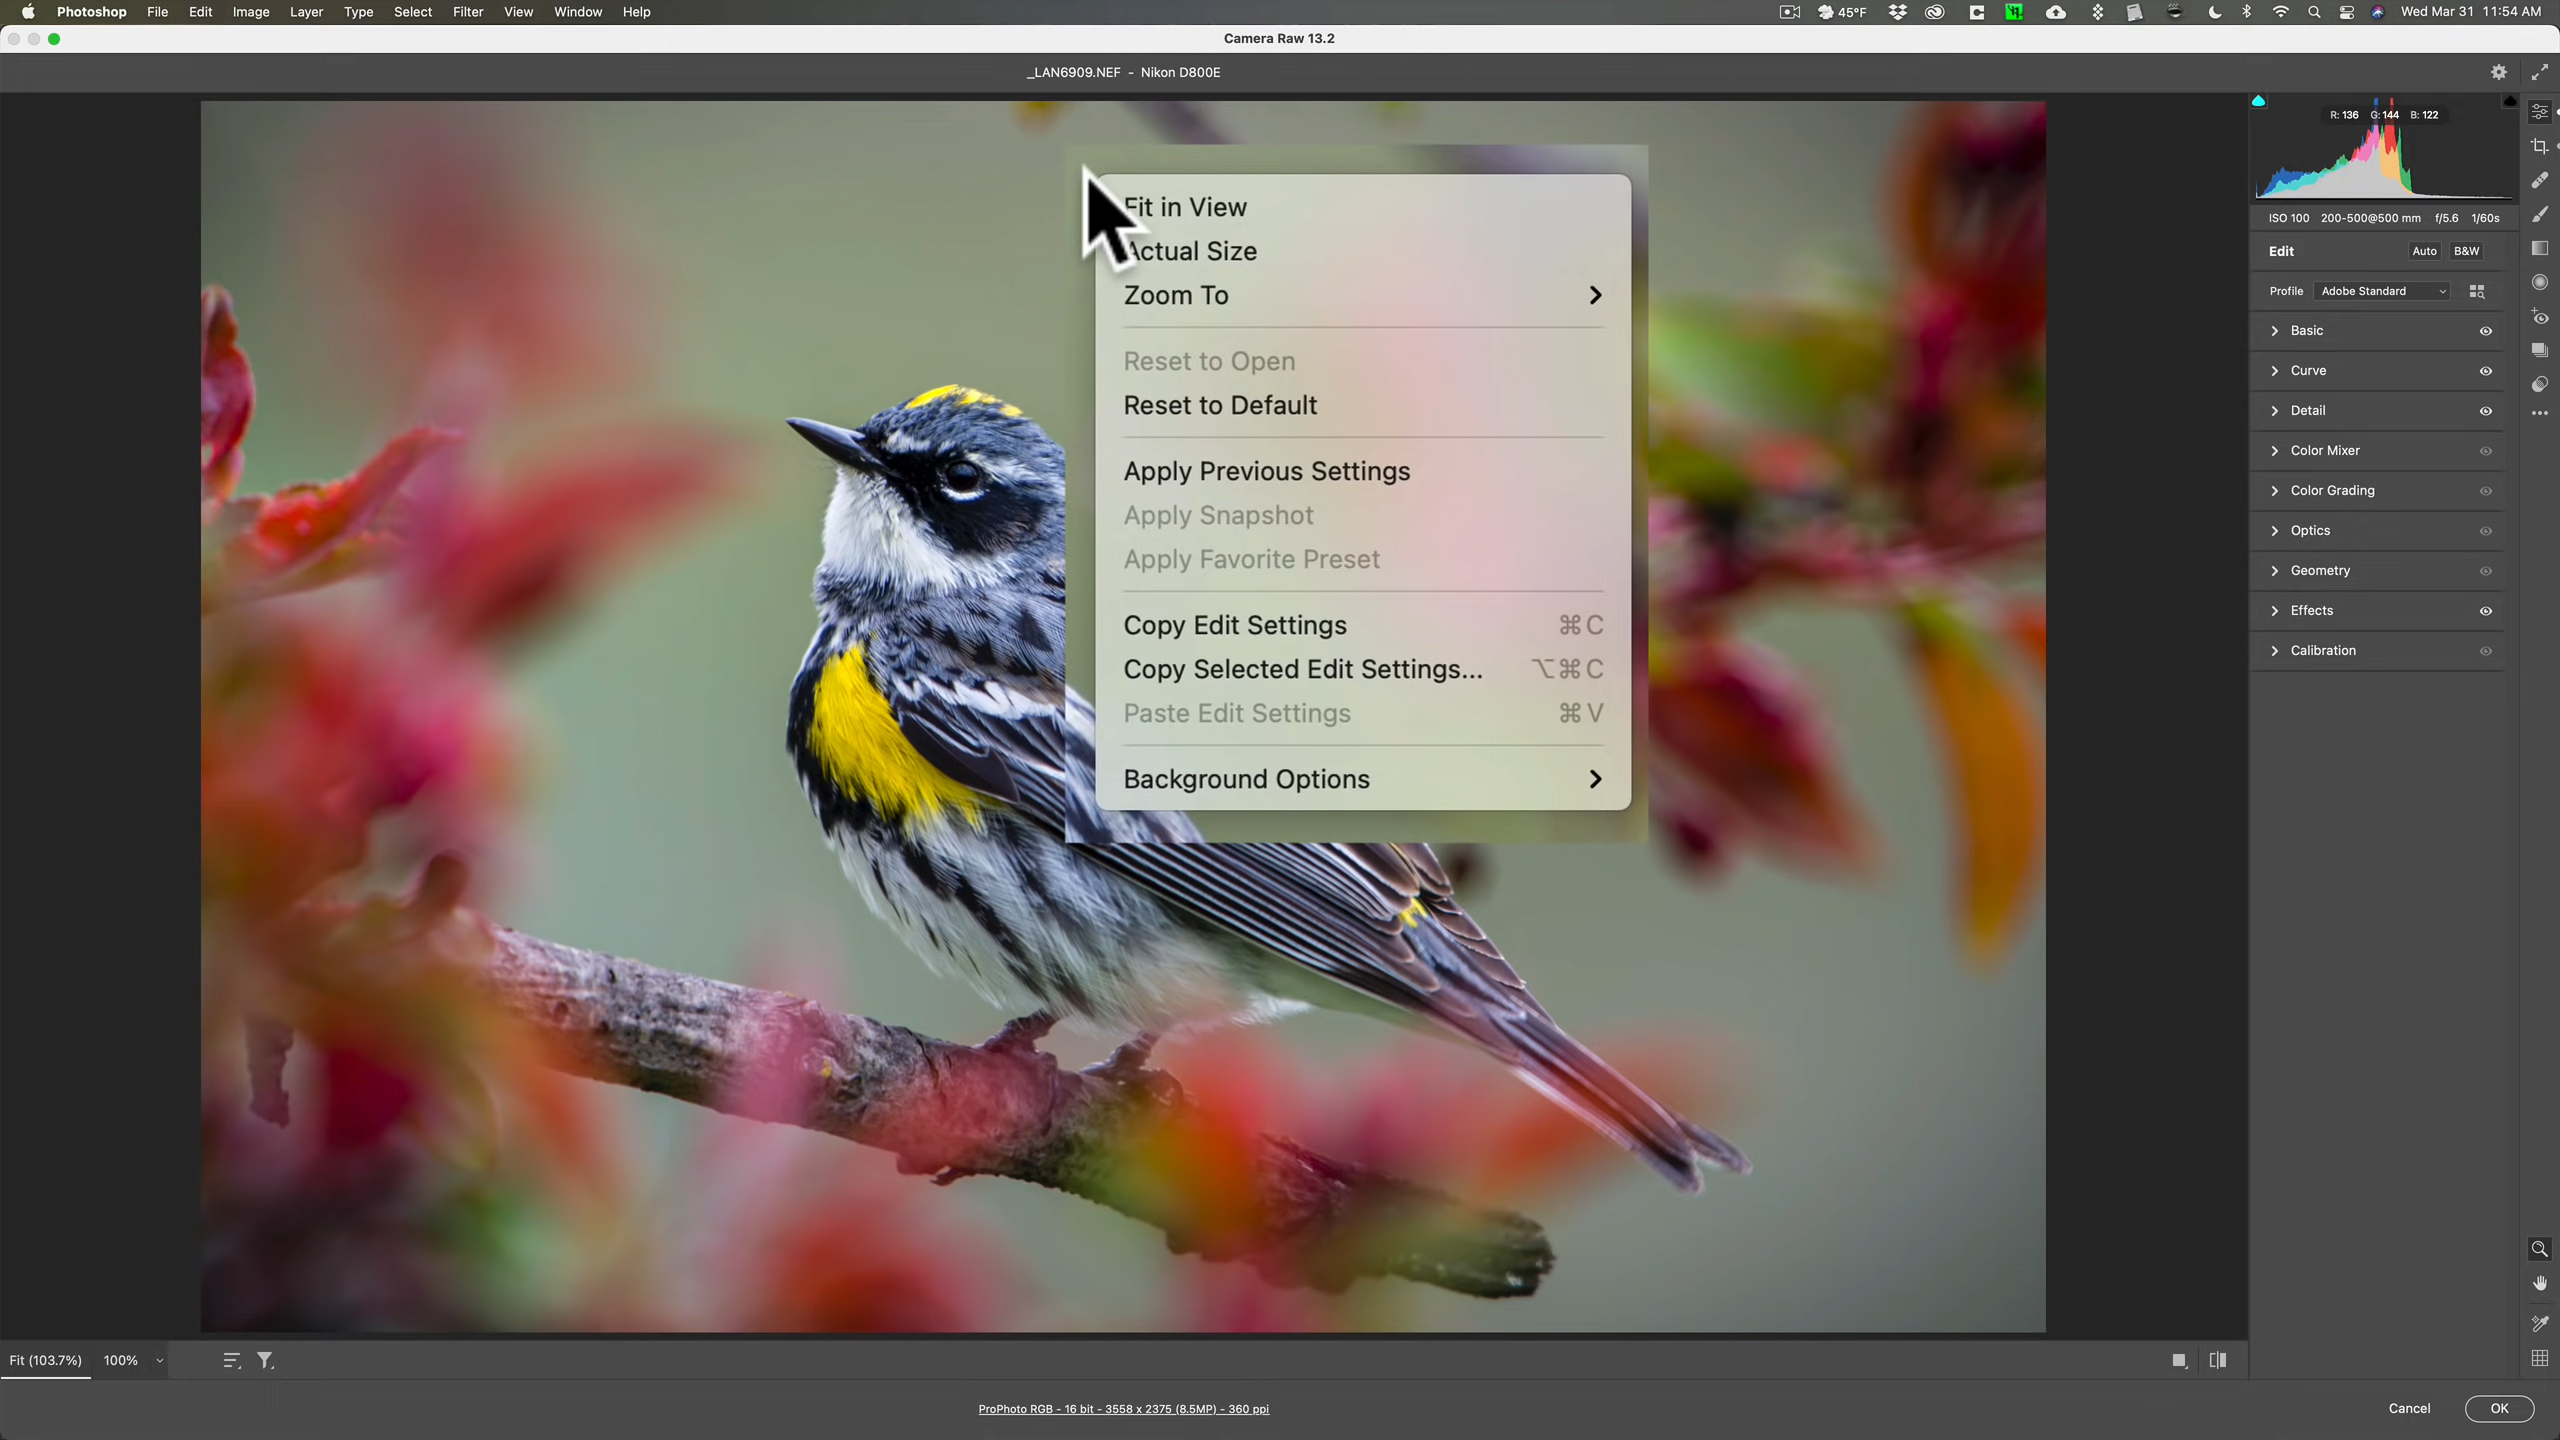 Photoshop File Edit Image Layer Type Select Filter View Window Help
45°F Wed Mar 31 11:54 AM
Camera Raw 13.2
_LAN6909.NEF - Nikon D800E
R: 136 G: 144 B: 122
ISO 100 200-500@500 mm f/5.6 1/60s
Edit Auto B&W
Profile Adobe Standard
Basic
Curve
Detail
Color Mixer
Color Grading
Optics
Geometry
Effects
Calibration
Fit in View
Actual Size
Zoom To
Reset to Open
Reset to Default
Apply Previous Settings
Apply Snapshot
Apply Favorite Preset
Copy Edit Settings ⌘C
Copy Selected Edit Settings... ⌥⌘C
Paste Edit Settings ⌘V
Background Options
Fit (103.7%) 100%
ProPhoto RGB - 16 bit - 3558 x 2375 (8.5MP) - 360 ppi
Cancel OK